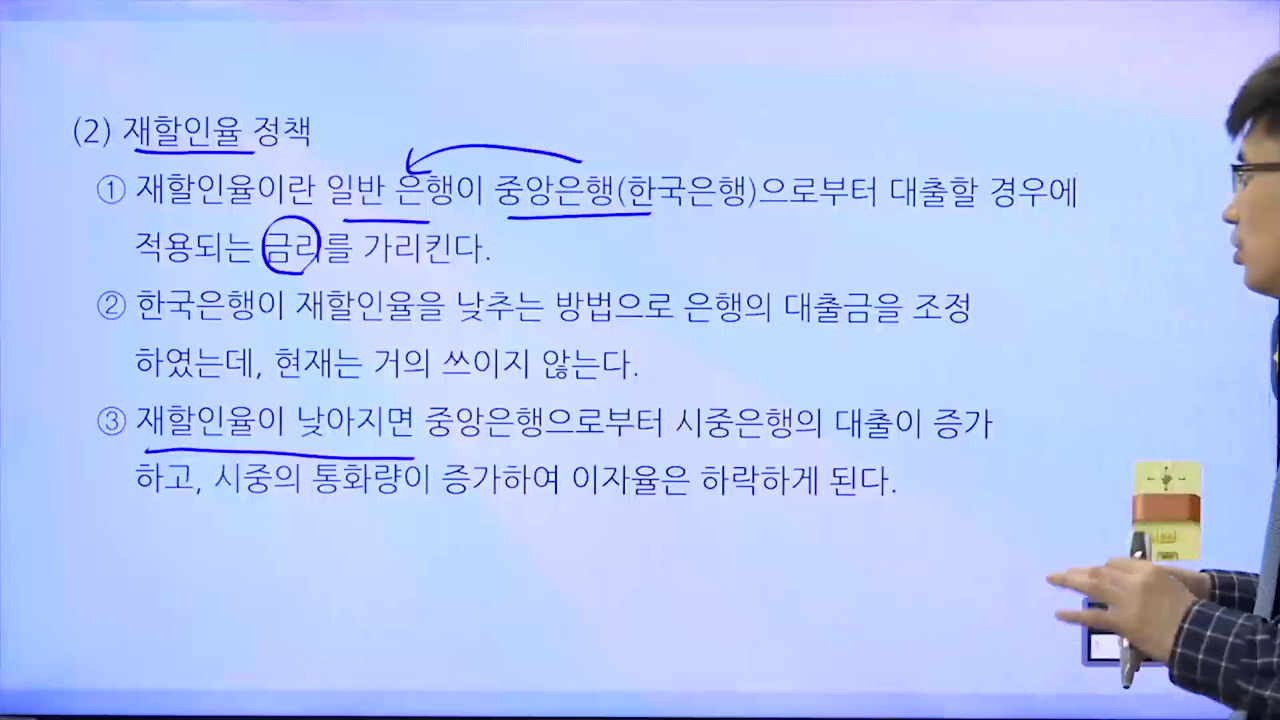 (2) 재할인율 정책
① 재할인율이란 일반 은행이 중앙은행(한국은행)으로부터 대출할 경우에
적용되는 금리를 가리킨다.
② 한국은행이 재할인율을 낮추는 방법으로 은행의 대출금을 조정
하였는데, 현재는 거의 쓰이지 않는다.
③ 재할인율이 낮아지면 중앙은행으로부터 시중은행의 대출이 증가
하고, 시중의 통화량이 증가하여 이자율은 하락하게 된다.